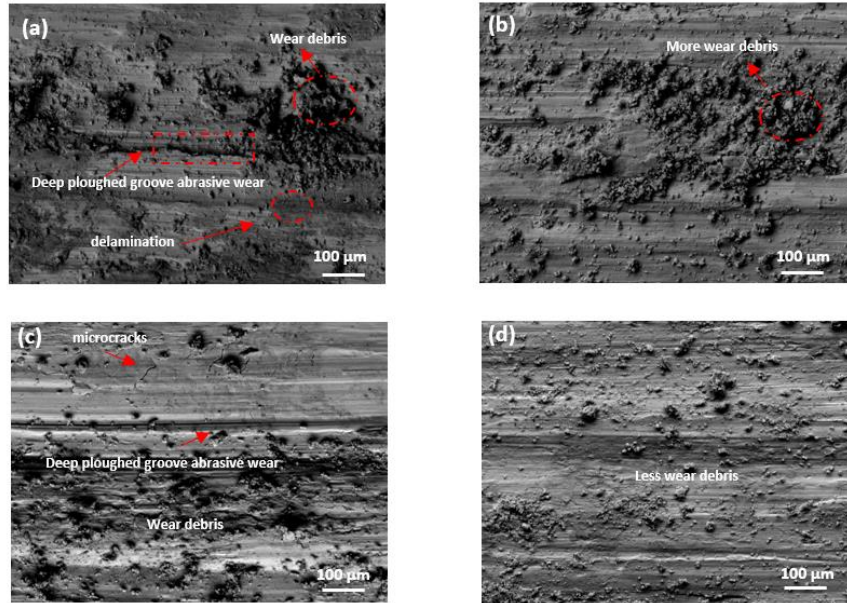 (a)
Wear debris
Deep ploughed groove abrasive wear
delamination
100 µm
(b)
More wear debris
100 µm
(c)
microcracks
Deep ploughed groove abrasive wear
Wear debris
100 µm
(d)
Less wear debris
100 µm